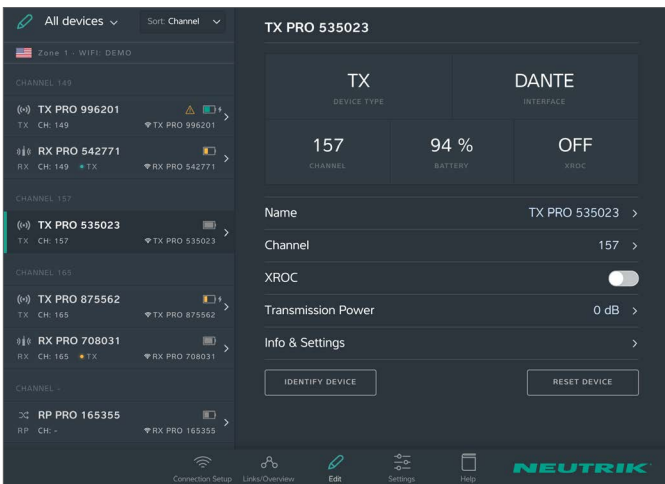 All devices
Sort: Channel
Zone 1 - WIFI: DEMO
CHANNEL 149
TX PRO 996201
TX CH: 149 TX PRO 996201
RX PRO 542771
RX CH: 149 TX RX PRO 542771
CHANNEL 157
TX PRO 535023
TX CH: 157 TX PRO 535023
CHANNEL 165
TX PRO 875562
TX CH: 165 TX PRO 875562
RX PRO 708031
RX CH: 165 TX RX PRO 708031
CHANNEL -
RP PRO 165355
RP CH: - RX PRO 165355
TX PRO 535023
TX DANTE
DEVICE TYPE INTERFACE
157 94 % OFF
CHANNEL BATTERY XROC
Name TX PRO 535023
Channel 157
XROC
Transmission Power 0 dB
Info & Settings
IDENTIFY DEVICE RESET DEVICE
Connection Setup Links/Overview Edit Settings Help
NEUTRIK